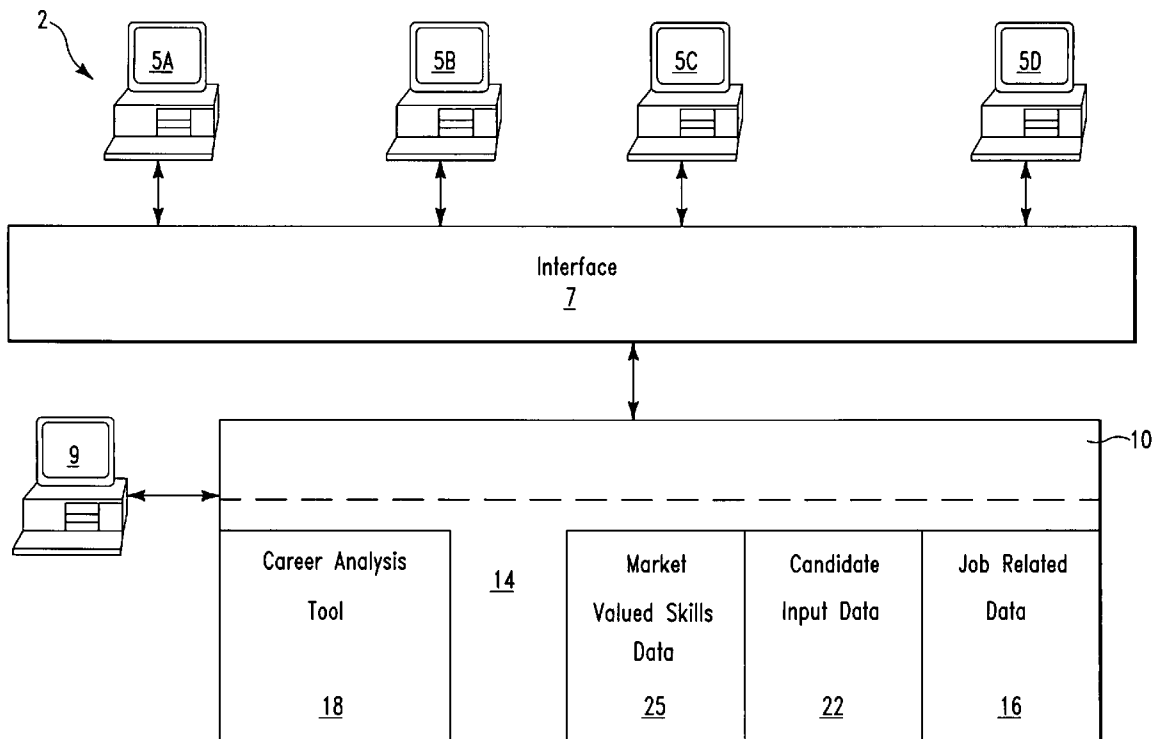 2
5A
5B
5C
5D
Interface
7
9
10
Career Analysis
Tool
18
14
Market
Valued Skills
Data
25
Candidate
Input Data
22
Job Related
Data
16